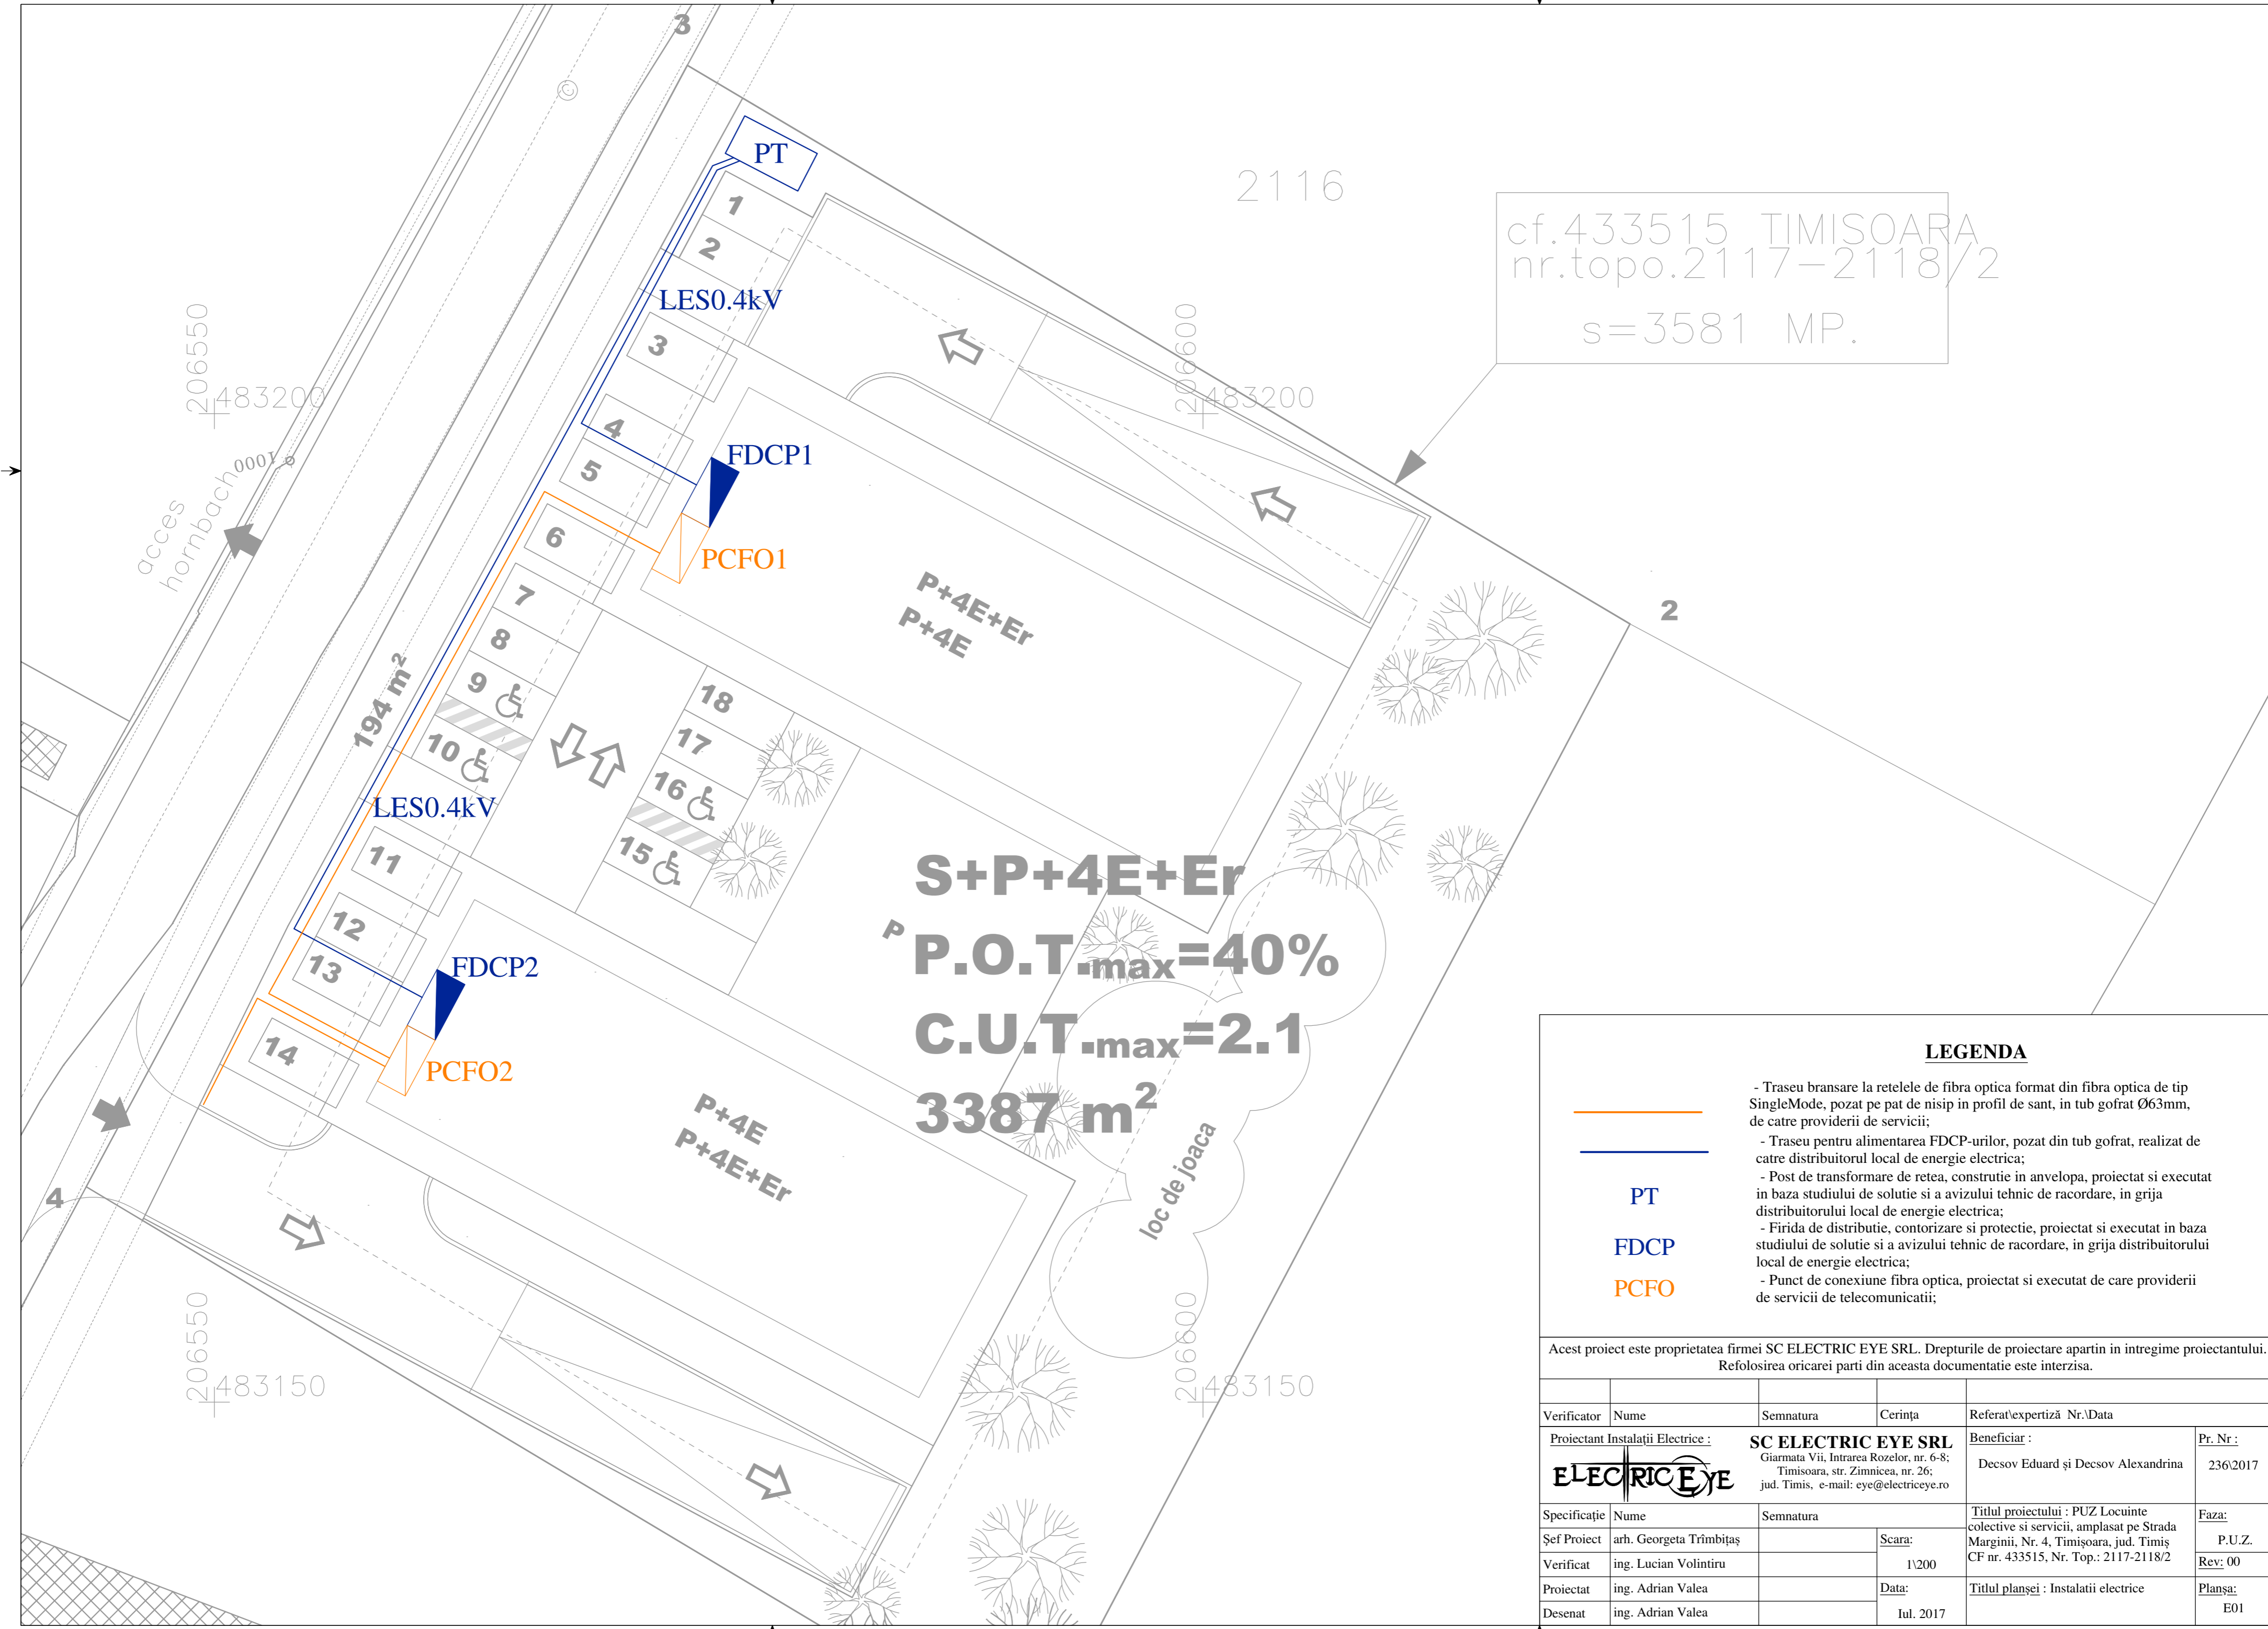 3
©
PT
2116
1
2
LES0.4kV
3
4
5
6
7
8
9
10
11
12
13
14
15
16
17
18
cf.433515 TIMISOARA
nr.topo.2117-2118/2
s=3581 MP.
206550
483200
206600
483200
1000
acces
hornbach
FDCP1
PCFO1
P+4E+Er
P+4E
2
194 m²
LES0.4kV
FDCP2
PCFO2
P
S+P+4E+Er
P.O.T.max=40%
C.U.T.max=2.1
3387 m²
P+4E
P+4E+Er
loc de joaca
4
206550
483150
206600
483150
LEGENDA
- Traseu bransare la retelele de fibra optica format din fibra optica de tip
SingleMode, pozat pe pat de nisip in profil de sant, in tub gofrat Ø63mm,
de catre providerii de servicii;
- Traseu pentru alimentarea FDCP-urilor, pozat din tub gofrat, realizat de
catre distribuitorul local de energie electrica;
PT
- Post de transformare de retea, construtie in anvelopa, proiectat si executat
in baza studiului de solutie si a avizului tehnic de racordare, in grija
distribuitorului local de energie electrica;
FDCP
- Firida de distributie, contorizare si protectie, proiectat si executat in baza
studiului de solutie si a avizului tehnic de racordare, in grija distribuitorului
local de energie electrica;
PCFO
- Punct de conexiune fibra optica, proiectat si executat de care providerii
de servicii de telecomunicatii;
Acest proiect este proprietatea firmei SC ELECTRIC EYE SRL. Drepturile de proiectare apartin in intregime proiectantului.
Refolosirea oricarei parti din aceasta documentatie este interzisa.
Verificator Nume Semnatura Cerința Referat\expertiză Nr.\Data
Proiectant Instalații Electrice :
ELECTRIC EYE
SC ELECTRIC EYE SRL
Giarmata Vii, Intrarea Rozelor, nr. 6-8;
Timisoara, str. Zimnicea, nr. 26;
jud. Timis, e-mail: eye@electriceye.ro
Beneficiar :
Decsov Eduard și Decsov Alexandrina
Pr. Nr :
236\2017
Specificație Nume Semnatura
Șef Proiect arh. Georgeta Trîmbițaș
Verificat ing. Lucian Volintiru
Proiectat ing. Adrian Valea
Desenat ing. Adrian Valea
Scara:
1\200
Data:
Iul. 2017
Titlul proiectului : PUZ Locuinte
colective si servicii, amplasat pe Strada
Marginii, Nr. 4, Timișoara, jud. Timiș
CF nr. 433515, Nr. Top.: 2117-2118/2
Titlul planșei : Instalatii electrice
Faza:
P.U.Z.
Rev: 00
Planșa:
E01